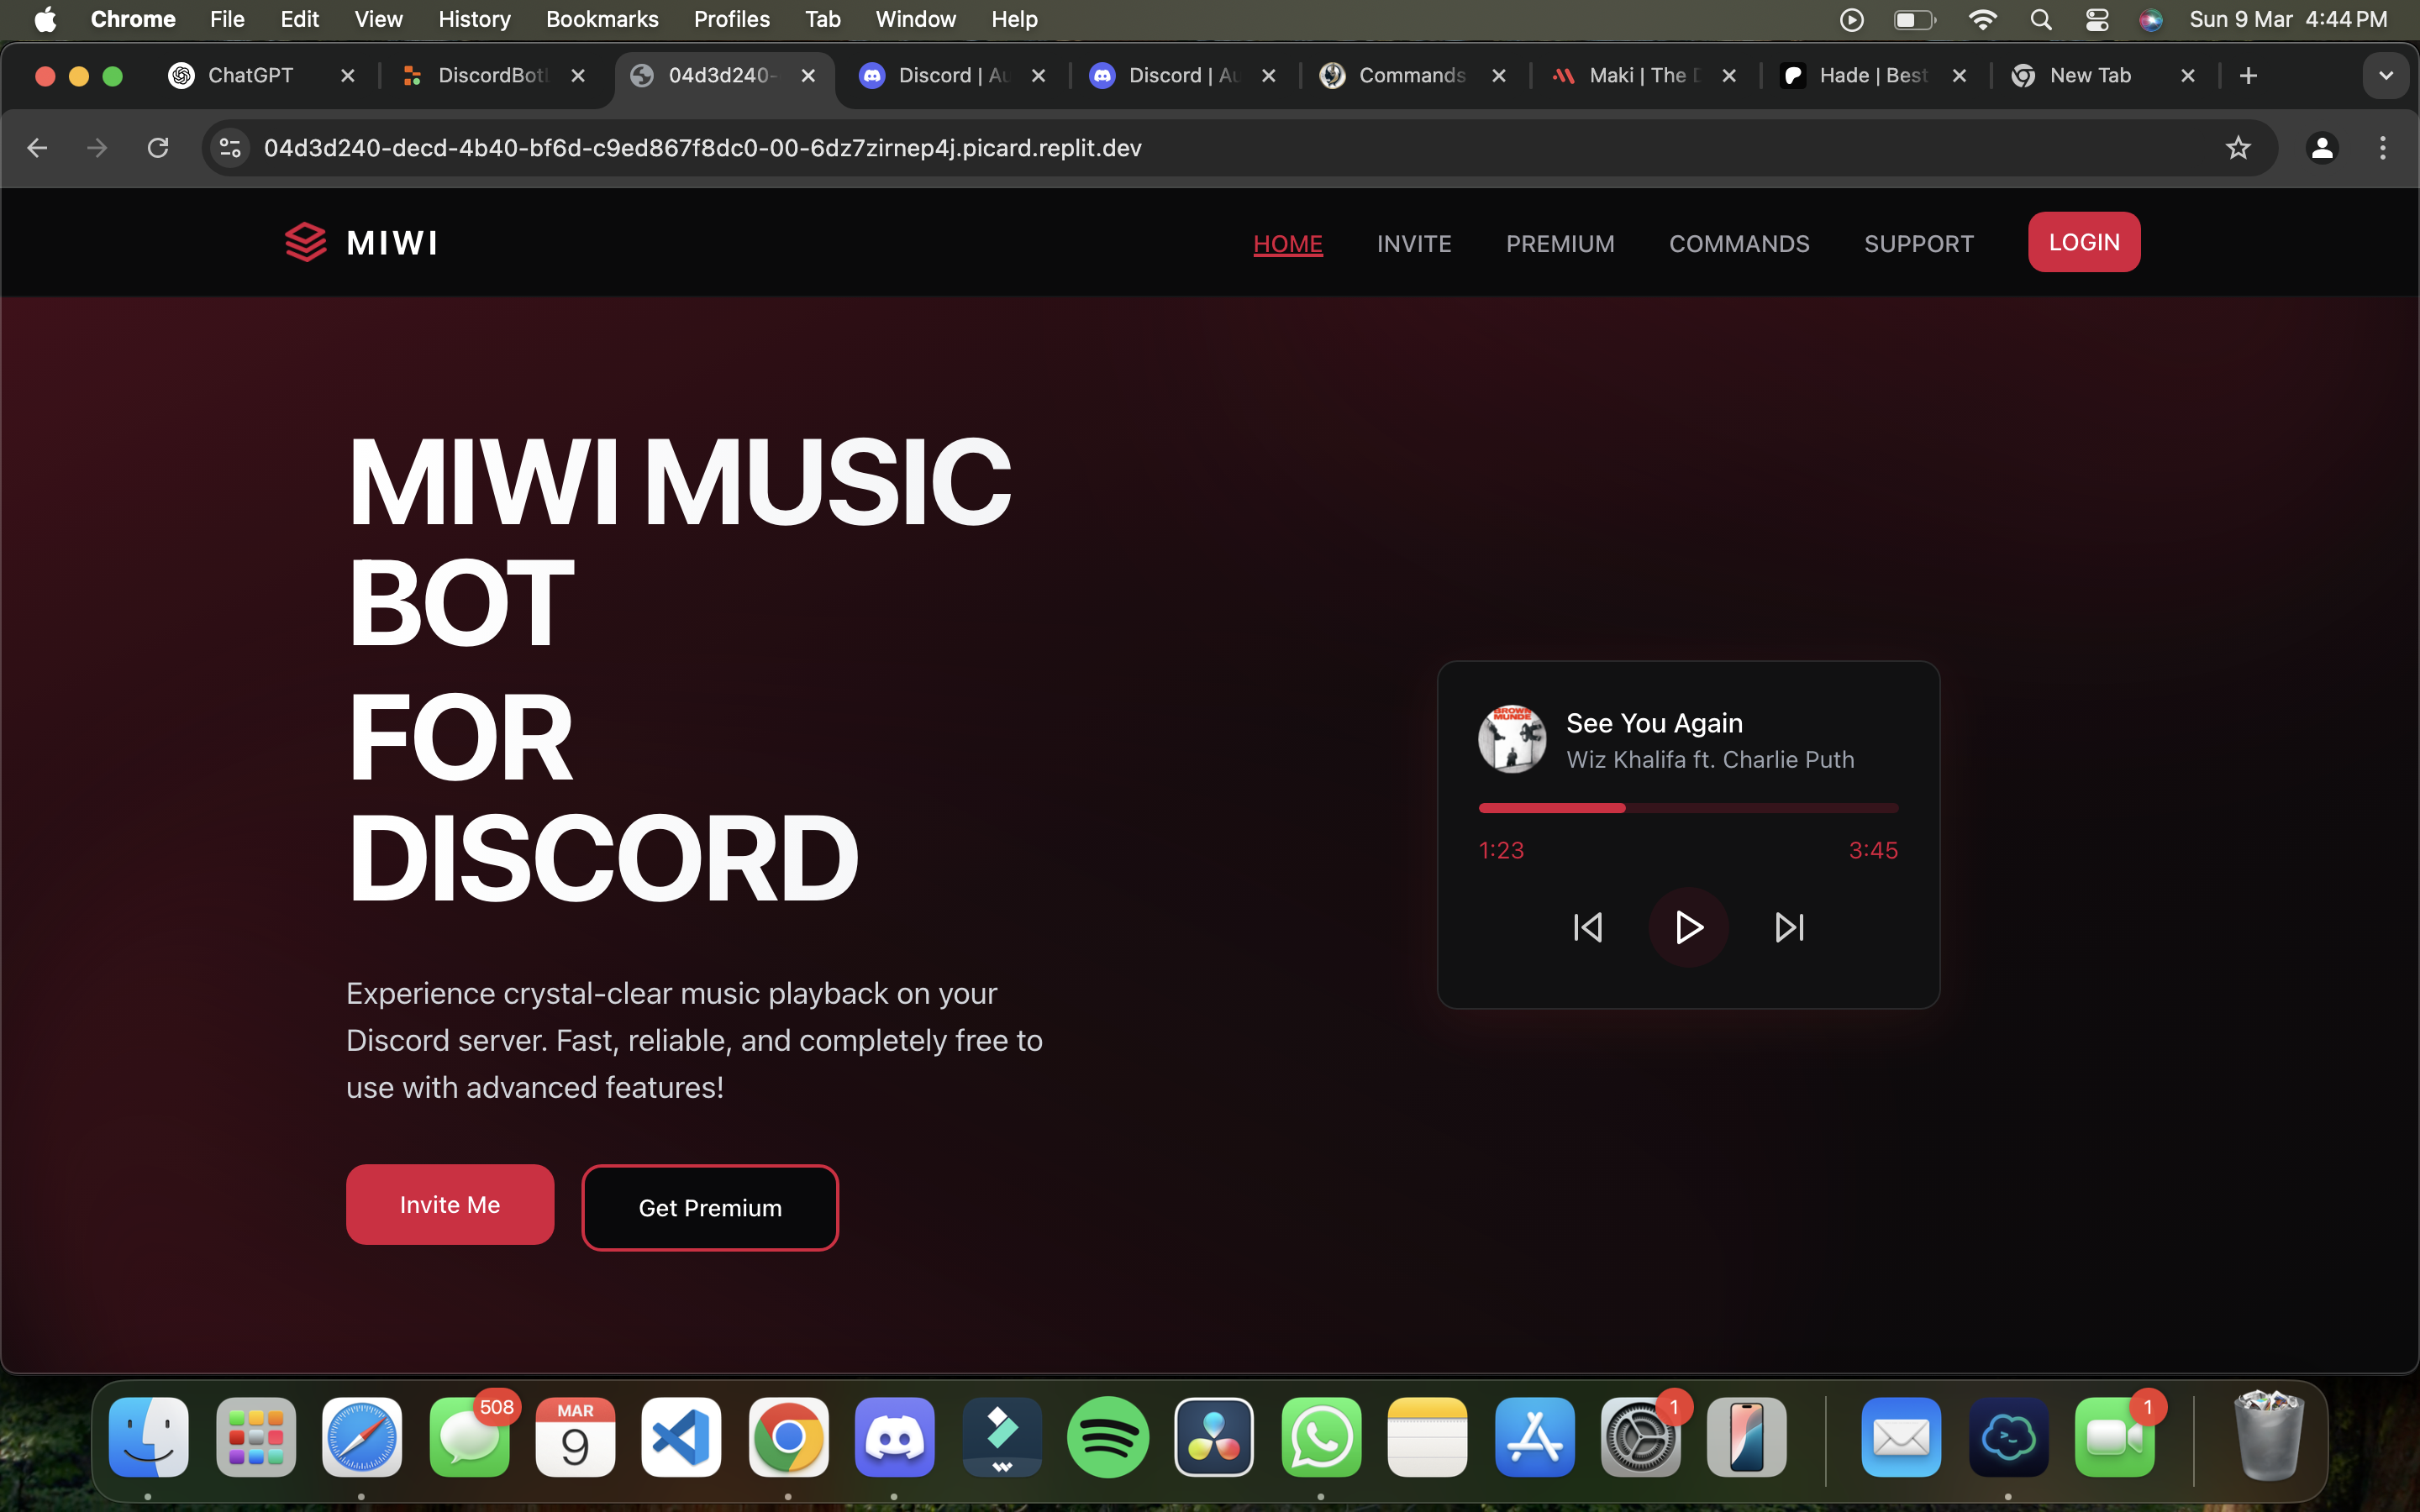 Chrome File Edit View History Bookmarks Profiles Tab Window Help Sun 9 Mar 4:44 PM
ChatGPT DiscordBotL 04d3d240- Discord | Au Discord | Au Commands Maki | The D Hade | Best New Tab
04d3d240-decd-4b40-bf6d-c9ed867f8dc0-00-6dz7zirnep4j.picard.replit.dev
MIWI HOME INVITE PREMIUM COMMANDS SUPPORT LOGIN
MIWI MUSIC
BOT
FOR
DISCORD
Experience crystal-clear music playback on your
Discord server. Fast, reliable, and completely free to
use with advanced features!
Invite Me Get Premium
BROWN
MUNDE
See You Again
Wiz Khalifa ft. Charlie Puth
1:23 3:45
508
MAR
9
1
1